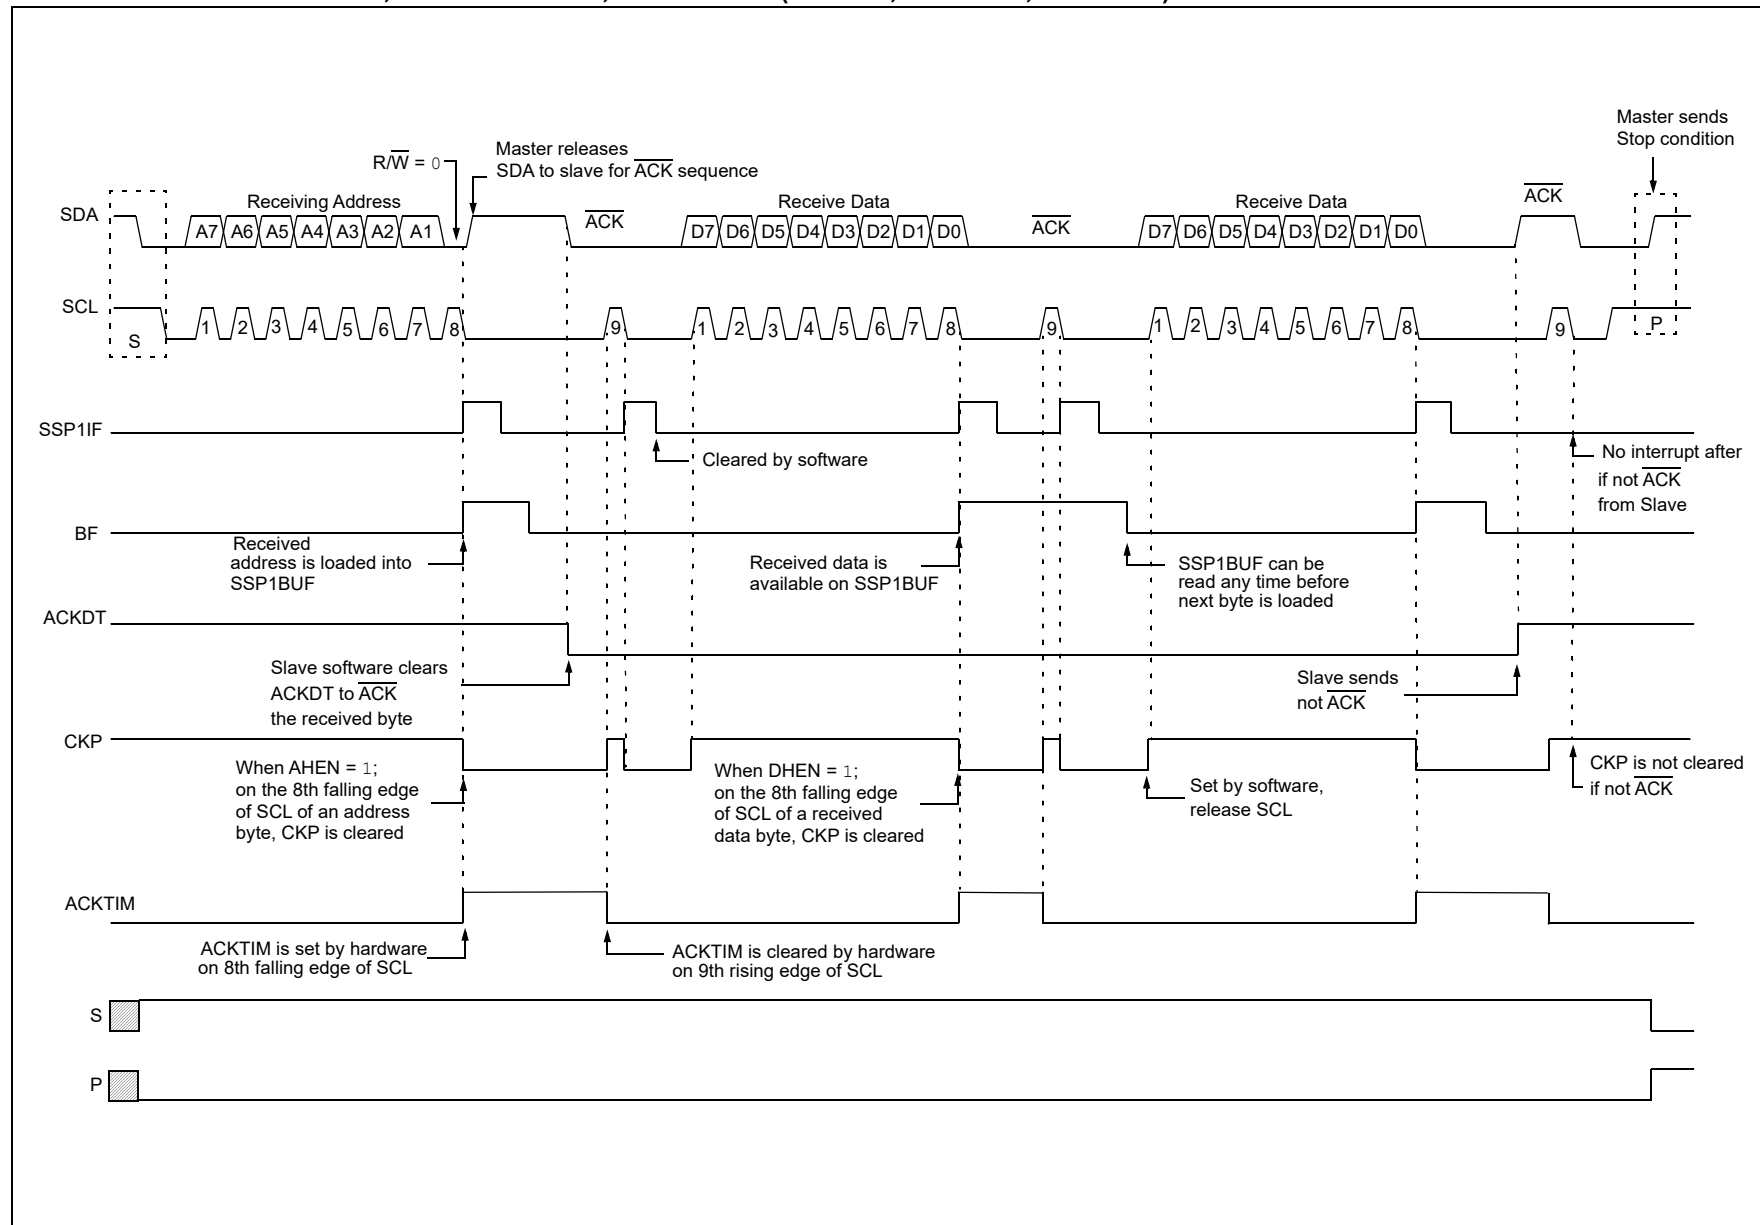 Master sends
Stop condition
Master releases
SDA to slave for ACK sequence
R/W = 0
SDA
Receiving Address
ACK
Receive Data
ACK
Receive Data
ACK
A7 A6 A5 A4 A3 A2 A1
D7 D6 D5 D4 D3 D2 D1 D0
D7 D6 D5 D4 D3 D2 D1 D0
SCL
S
1 2 3 4 5 6 7 8 9
1 2 3 4 5 6 7 8 9
1 2 3 4 5 6 7 8 9
P
SSP1IF
Cleared by software
No interrupt after
if not ACK
from Slave
BF
Received
address is loaded into
SSP1BUF
Received data is
available on SSP1BUF
SSP1BUF can be
read any time before
next byte is loaded
ACKDT
Slave software clears
ACKDT to ACK
the received byte
Slave sends
not ACK
CKP
When AHEN = 1;
on the 8th falling edge
of SCL of an address
byte, CKP is cleared
When DHEN = 1;
on the 8th falling edge
of SCL of a received
data byte, CKP is cleared
Set by software,
release SCL
CKP is not cleared
if not ACK
ACKTIM
ACKTIM is set by hardware
on 8th falling edge of SCL
ACKTIM is cleared by hardware
on 9th rising edge of SCL
S
P